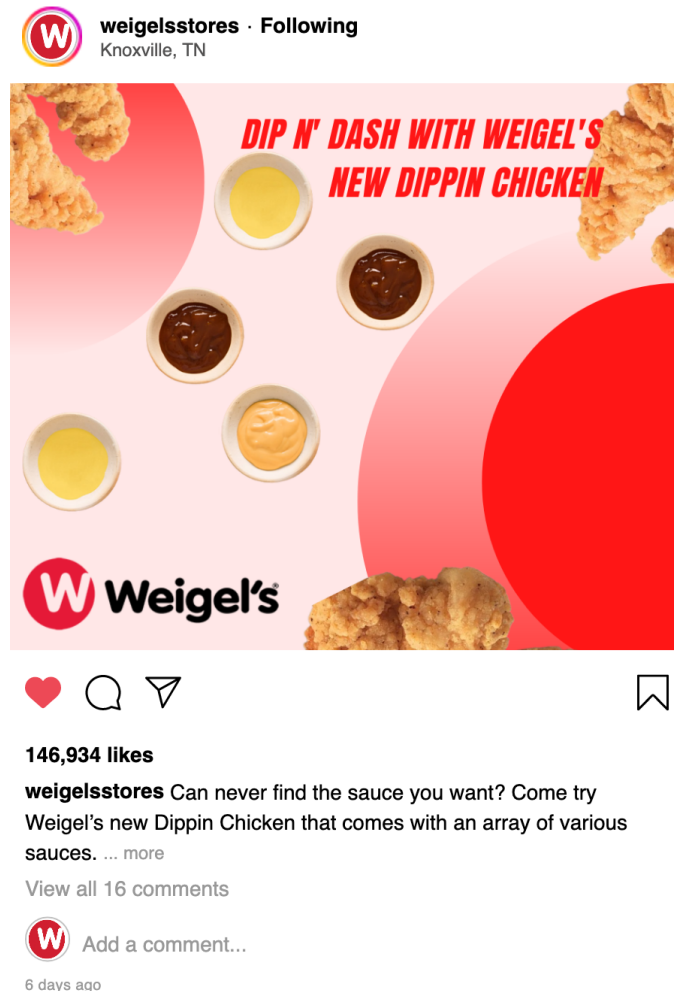 W
weigelsstores · Following
Knoxville, TN
DIP N' DASH WITH WEIGEL'S
NEW DIPPIN CHICKEN
W Weigel's®
146,934 likes
weigelsstores Can never find the sauce you want? Come try
Weigel’s new Dippin Chicken that comes with an array of various
sauces. ... more
View all 16 comments
W Add a comment...
6 days ago